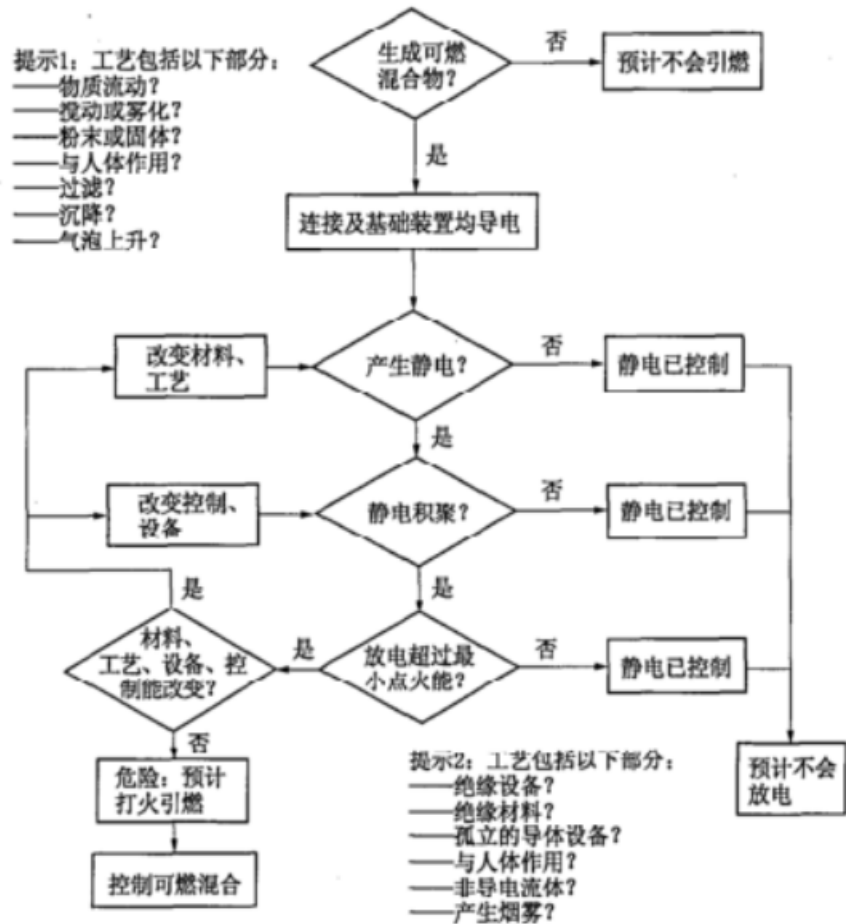 提示1：工艺包括以下部分：
——物质流动？
——搅动或雾化？
——粉末或固体？
——与人体作用？
——过滤？
——沉降？
——气泡上升？
生成可燃
混合物？
否
预计不会引燃
是
连接及基础装置均导电
改变材料、
工艺
产生静电？
否
静电已控制
是
改变控制、
设备
静电积聚？
否
静电已控制
是
是
材料、
工艺、设备、控
制能改变？
是
放电超过最
小点火能？
否
静电已控制
否
危险：预计
打火引燃
控制可燃混合
预计不会
放电
提示2：工艺包括以下部分：
——绝缘设备？
——绝缘材料？
——孤立的导体设备？
——与人体作用？
——非导电流体？
——产生烟雾？